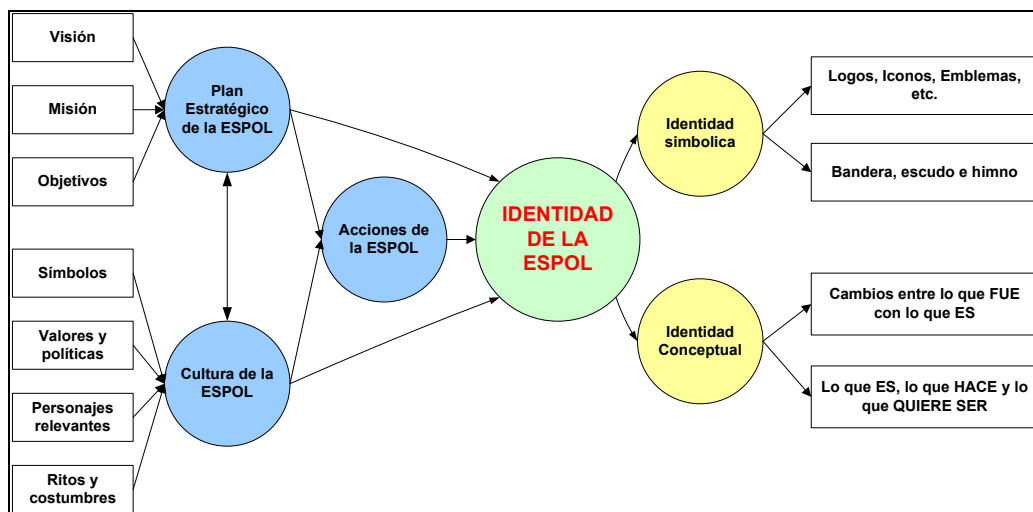 Visión
Misión
Objetivos
Símbolos
Valores y
políticas
Personajes
relevantes
Ritos y
costumbres
Plan
Estratégico
de la ESPOL
Cultura de la
ESPOL
Acciones de
la ESPOL
IDENTIDAD
DE LA
ESPOL
Identidad
simbolica
Identidad
Conceptual
Logos, Iconos, Emblemas,
etc.
Bandera, escudo e himno
Cambios entre lo que FUE
con lo que ES
Lo que ES, lo que HACE y lo
que QUIERE SER